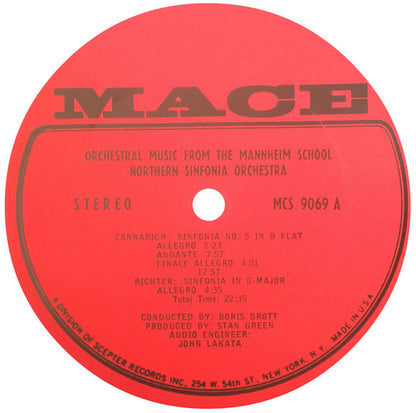 MACE
ORCHESTRAL MUSIC FROM THE MANNHEIM SCHOOL
NORTHERN SINFONIA ORCHESTRA
STEREO MCS 9069 A
CANNABICH: SINFONIA NO. 5 IN B FLAT
ALLEGRO 5:23
ANDANTE 7:57
FINALE ALLEGRO 4:01
17:57
RICHTER: SINFONIA IN G-MAJOR
ALLEGRO 4:35
Total Time: 22:35
CONDUCTED BY: BORIS BROTT
PRODUCED BY: STAN GREEN
AUDIO ENGINEER:
JOHN LAKATA
A DIVISION OF SCEPTER RECORDS INC., 254 W. 54th ST., NEW YORK, N.Y. MADE IN U.S.A.